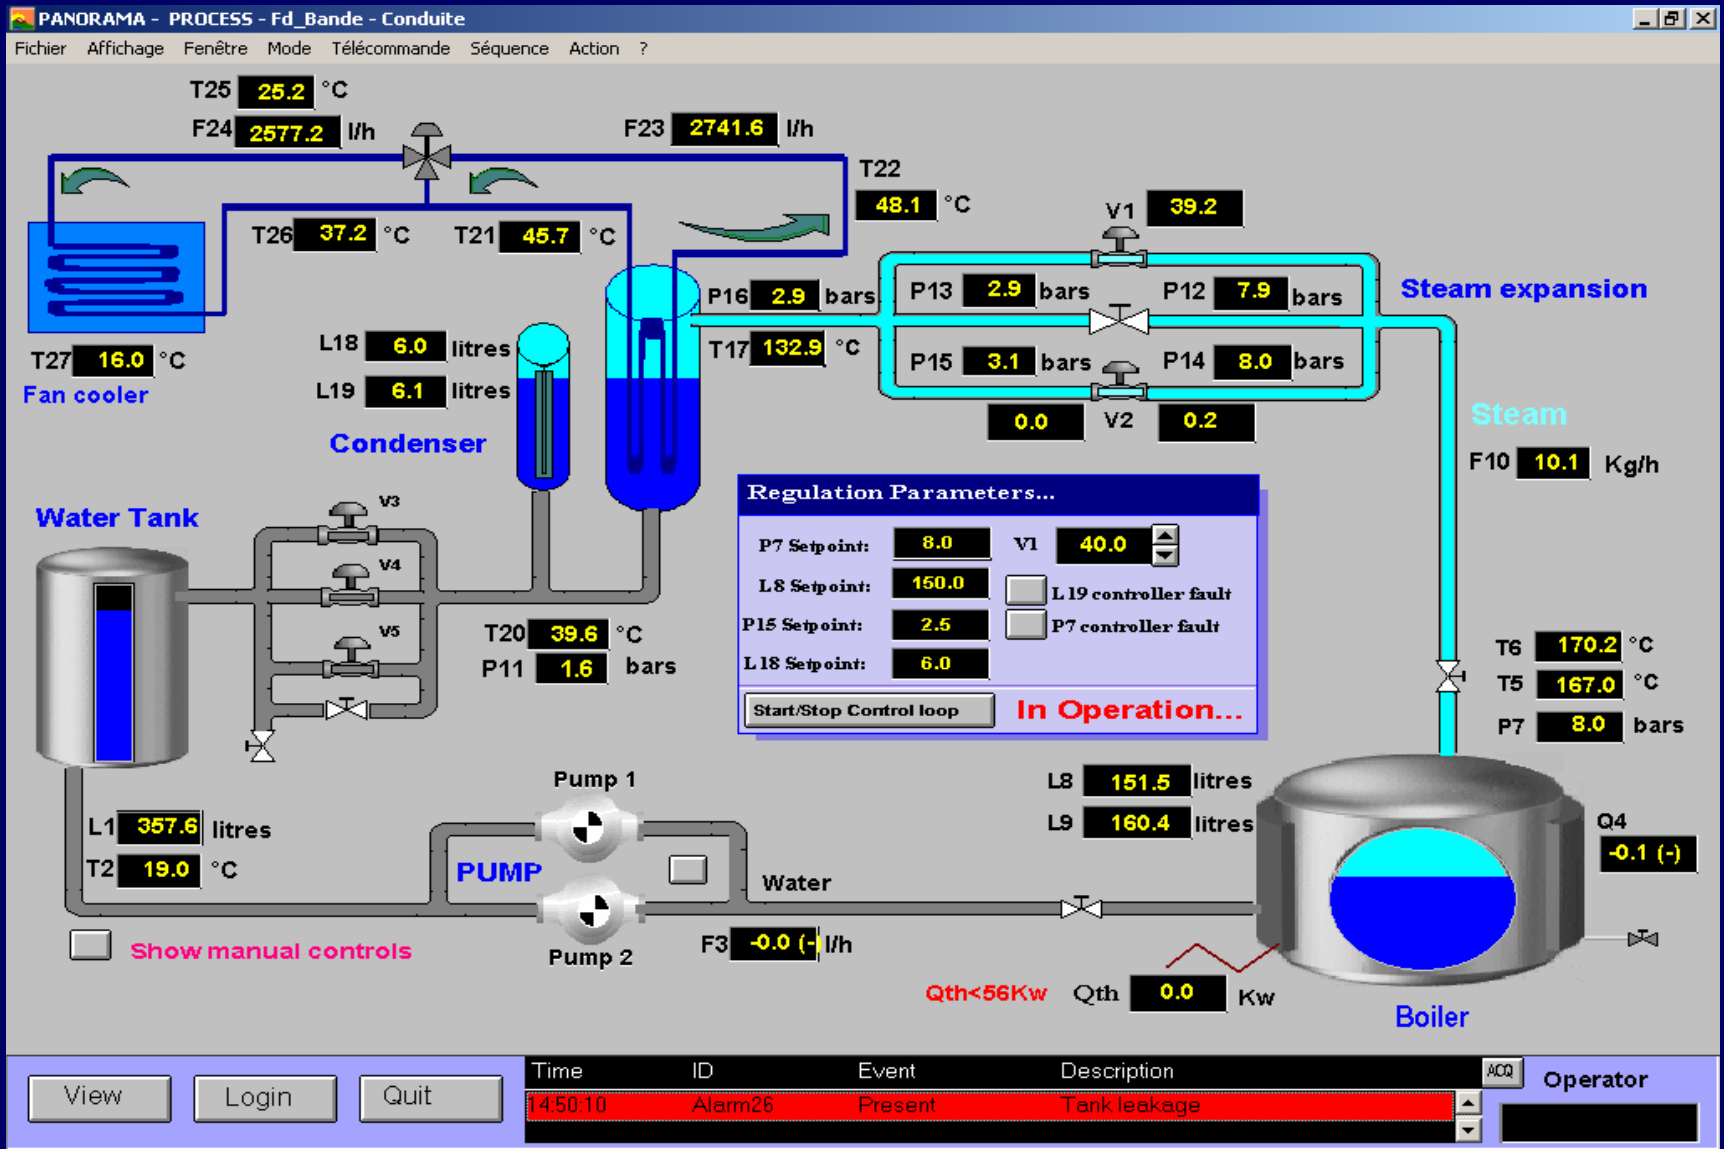 PANORAMA - PROCESS - Fd_Bande - Conduite
Fichier Affichage Fenêtre Mode Télécommande Séquence Action ?
T25 25.2 °C
F24 2577.2 l/h
F23 2741.6 l/h
T22
48.1 °C
T26 37.2 °C
T21 45.7 °C
V1 39.2
P16 2.9 bars
P13 2.9 bars
P12 7.9 bars
Steam expansion
T17 132.9 °C
P15 3.1 bars
P14 8.0 bars
0.0 V2 0.2
T27 16.0 °C
Fan cooler
L18 6.0 litres
L19 6.1 litres
Condenser
Steam
F10 10.1 Kg/h
Water Tank
V3
V4
V5
T20 39.6 °C
P11 1.6 bars
Regulation Parameters...
P7 Setpoint: 8.0 V1 40.0
L8 Setpoint: 150.0 L19 controller fault
P15 Setpoint: 2.5 P7 controller fault
L18 Setpoint: 6.0
Start/Stop Control loop In Operation...
T6 170.2 °C
T5 167.0 °C
P7 8.0 bars
L8 151.5 litres
L9 160.4 litres
Q4
-0.1 (-)
L1 357.6 litres
T2 19.0 °C
Pump 1
PUMP
Pump 2
Water
F3 -0.0 (- l/h
Show manual controls
Qth<56Kw Qth 0.0 Kw
Boiler
View Login Quit
Time ID Event Description ACQ Operator
14:50:10 Alarm26 Present Tank leakage